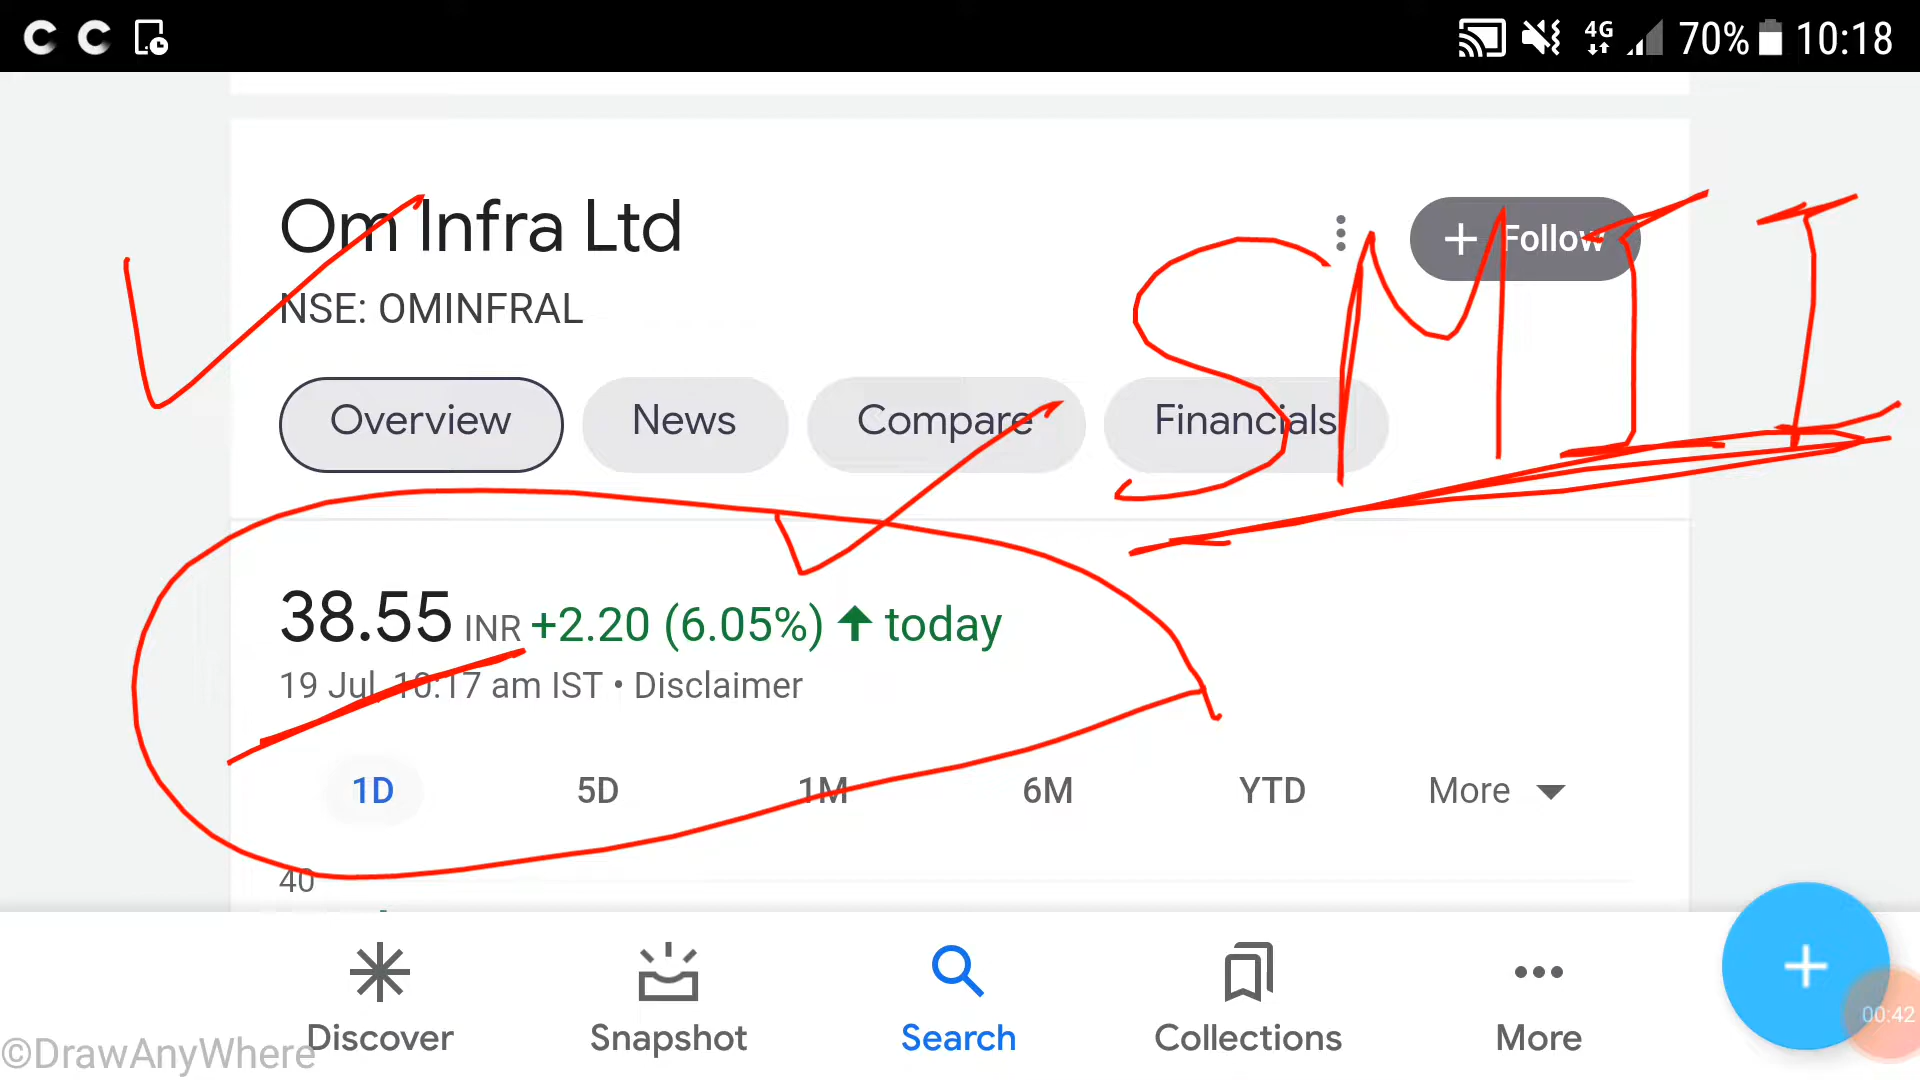 4G 70% 10:18
Om Infra Ltd
+ Follow
NSE: OMINFRAL
Overview News Compare Financials
38.55 INR +2.20 (6.05%) ↑ today
19 Jul, 10:17 am IST • Disclaimer
1D 5D 1M 6M YTD More
40
Discover Snapshot Search Collections More
00:42
©DrawAnyWhere